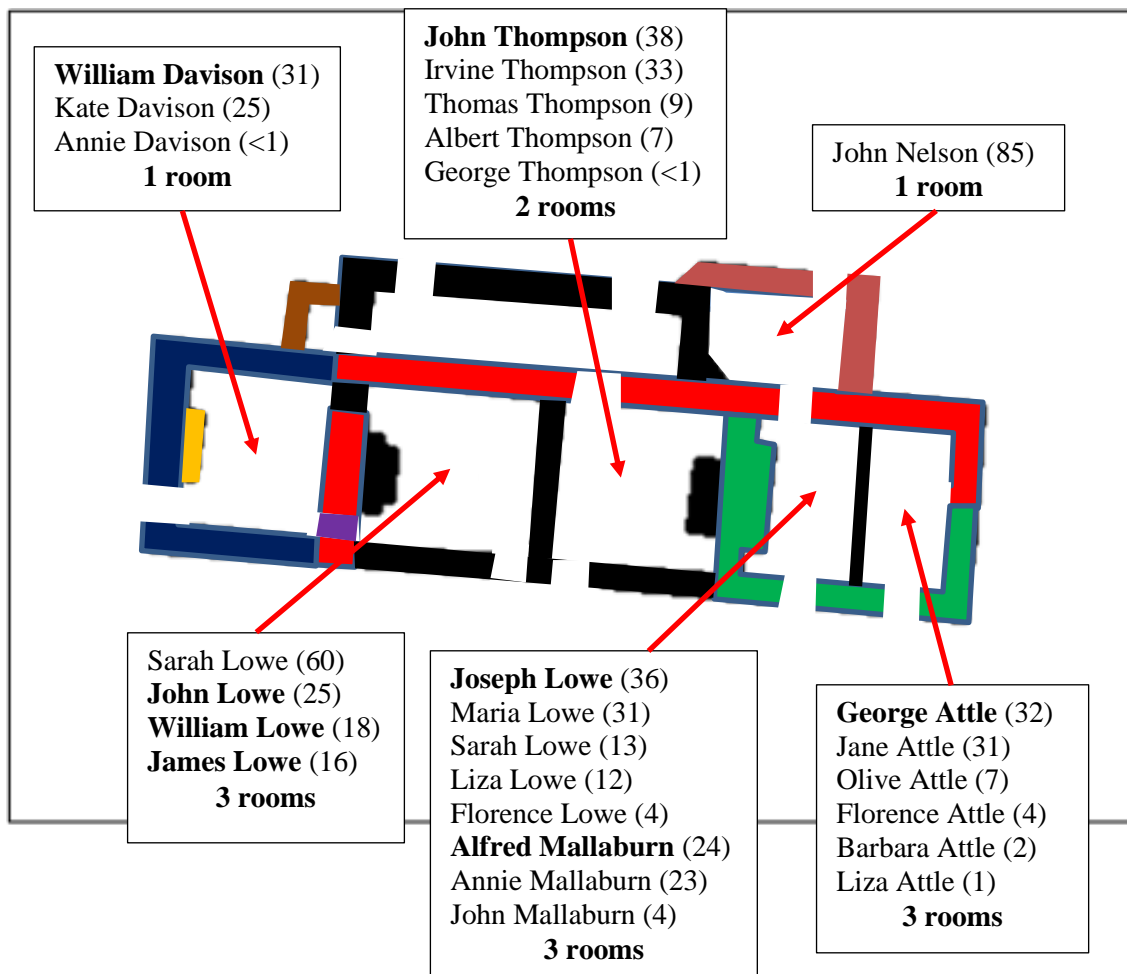 William Davison (31)
Kate Davison (25)
Annie Davison (<1)
1 room
John Thompson (38)
Irvine Thompson (33)
Thomas Thompson (9)
Albert Thompson (7)
George Thompson (<1)
2 rooms
John Nelson (85)
1 room
Sarah Lowe (60)
John Lowe (25)
William Lowe (18)
James Lowe (16)
3 rooms
Joseph Lowe (36)
Maria Lowe (31)
Sarah Lowe (13)
Liza Lowe (12)
Florence Lowe (4)
Alfred Mallaburn (24)
Annie Mallaburn (23)
John Mallaburn (4)
3 rooms
George Attle (32)
Jane Attle (31)
Olive Attle (7)
Florence Attle (4)
Barbara Attle (2)
Liza Attle (1)
3 rooms